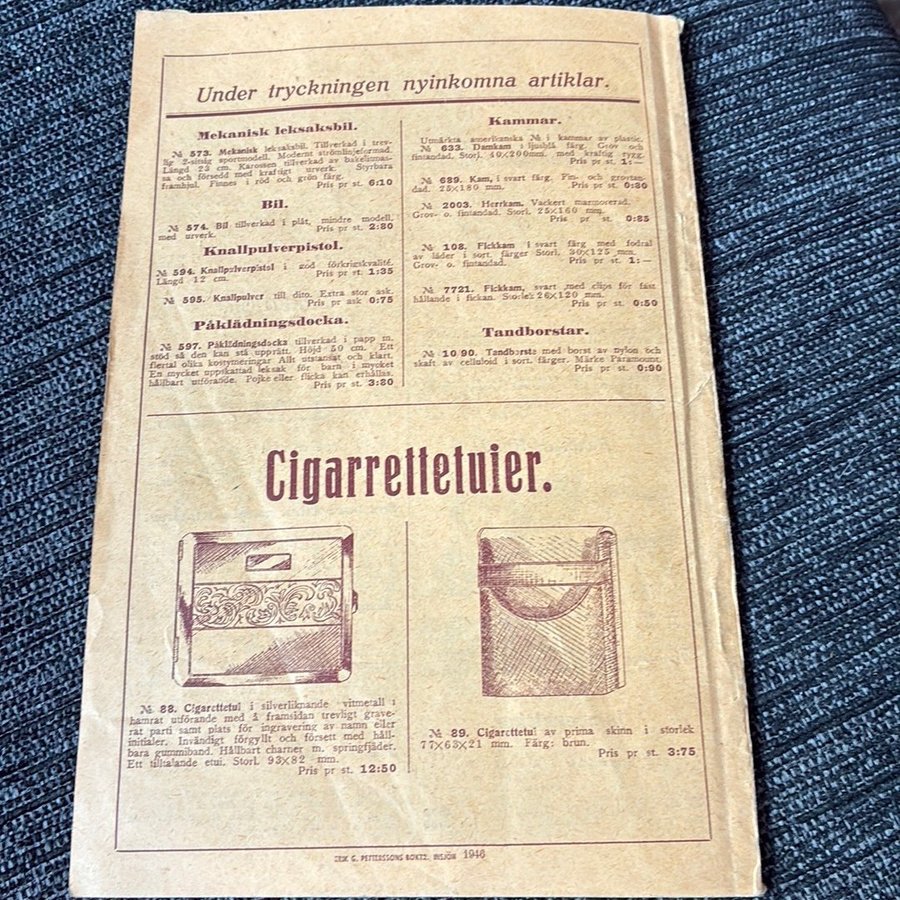 Under tryckningen nyinkomna artiklar.
Mekanisk leksaksbil.
№ 573. Mekanisk leksaksbil. Tillverkad i trev-
lig 2-sitsig sportmodell. Modernt strömlinjeformad.
Längd 23 cm. Karossen tillverkad av bakelitmas-
sa och försedd med kraftigt urverk. Styrbara
framhjul. Finnes i röd och grön färg.
Pris pr st. 6:10
Bil.
№ 574. Bil tillverkad i plåt, mindre modell,
med urverk. Pris pr st. 2:80
Knallpulverpistol.
№ 594. Knallpulverpistol i god förkrigskvalité.
Längd 12 cm. Pris pr st. 1:35
№ 595. Knallpulver till dito. Extra stor ask.
Pris pr ask 0:75
Påklädningsdocka.
№ 597. Påklädningsdocka tillverkad i papp m.
stöd så den kan stå upprätt. Höjd 50 cm. Ett
flertal olika kostymeringar. Allt utstansat och klart.
En mycket uppskattad leksak för barn i mycket
hållbart utförande. Pojke eller flicka kan erhållas.
Pris pr st. 3:80
Kammar.
Utmärkta amerikanska № i kammar av plastic.
№ 633. Damkam i ljusblå färg. Grov och
fintandad. Storl. 40×200mm. med kraftig rygg.
Pris pr st. 1:—
№ 689. Kam, i svart färg. Fin- och grovtan-
dad. 25×180 mm. Pris pr st. 0:80
№ 2003. Herrkam. Vackert marmorerad.
Grov- o. fintandad. Storl. 25×160 mm.
Pris pr st. 0:85
№ 108. Fickkam i svart färg med fodral
av läder i sort. färger Storl. 30×125 mm.
Grov- o. fintandad. Pris pr st. 1:—
№ 7721. Fickkam, svart med clips för fast
hållande i fickan. Storlek 26×120 mm.
Pris pr st. 0:50
Tandborstar.
№ 10/90. Tandborste med borst av nylon och
skaft av celluloid i sort. färger. Märke Paramount.
Pris pr st. 0:90
Cigarrettetuier.
№ 88. Cigarettetui i silverliknande vitmetall i
hamrat utförande med å framsidan trevligt grave-
rat parti samt plats för ingravering av namn eller
initialer. Invändigt förgyllt och försett med håll-
bara gummiband. Hållbart charner m. springfjäder.
Ett tilltalande etui. Storl. 93×82 mm.
Pris pr st. 12:50
№ 89. Cigarettetui av prima skinn i storlek
77×63×21 mm. Färg: brun.
Pris pr st. 3:75
ERIK G. PETTERSSONS BOKTR. INSJÖN 1946